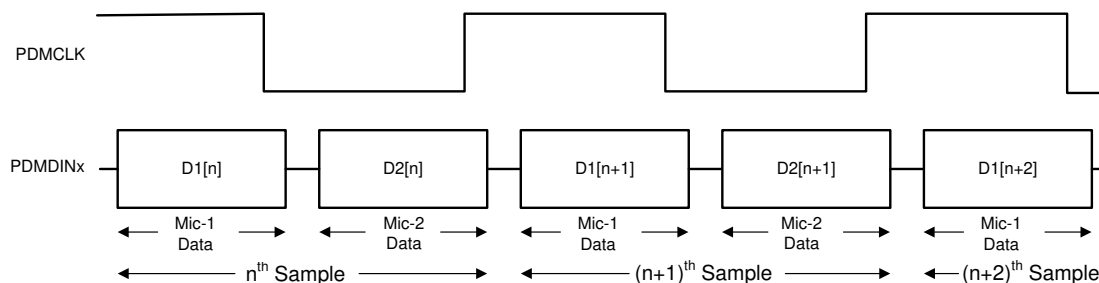 PDMCLK
PDMDINx
D1[n] D2[n] D1[n+1] D2[n+1] D1[n+2]
Mic-1 Data Mic-2 Data Mic-1 Data Mic-2 Data Mic-1 Data
nth Sample (n+1)th Sample (n+2)th Sample